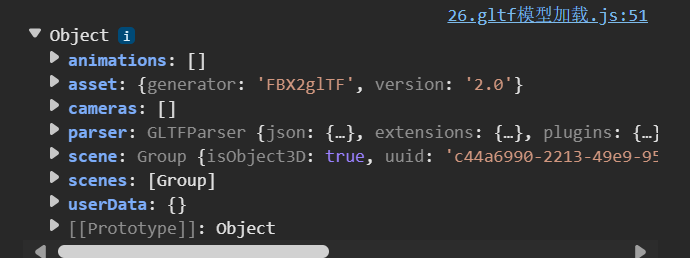 26.gltf模型加载.js:51
Object i
animations: []
asset: {generator: 'FBX2glTF', version: '2.0'}
cameras: []
parser: GLTFParser {json: {…}, extensions: {…}, plugins: {…},
scene: Group {isObject3D: true, uuid: 'c44a6990-2213-49e9-95
scenes: [Group]
userData: {}
[[Prototype]]: Object